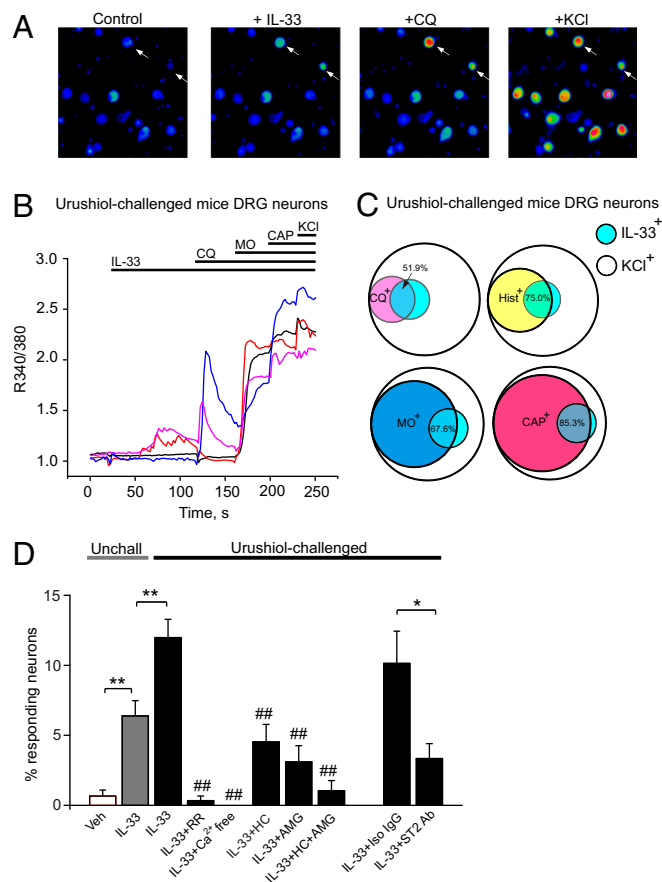 A
Control
+ IL-33
+CQ
+KCl
B
Urushiol-challenged mice DRG neurons
KCl
CAP
MO
CQ
IL-33
3.0
2.5
2.0
1.5
1.0
R340/380
0 50 100 150 200 250
Time, s
C
Urushiol-challenged mice DRG neurons
IL-33+
KCl+
51.9%
CQ+
Hist+
75.0%
MO+
67.6%
CAP+
85.3%
D
Unchall
Urushiol-challenged
15
10
5
0
% responding neurons
**
**
##
##
##
##
##
*
Veh
IL-33
IL-33
IL-33+RR
IL-33+Ca2+ free
IL-33+HC
IL-33+AMG
IL-33+HC+AMG
IL-33+Iso IgG
IL-33+ST2 Ab